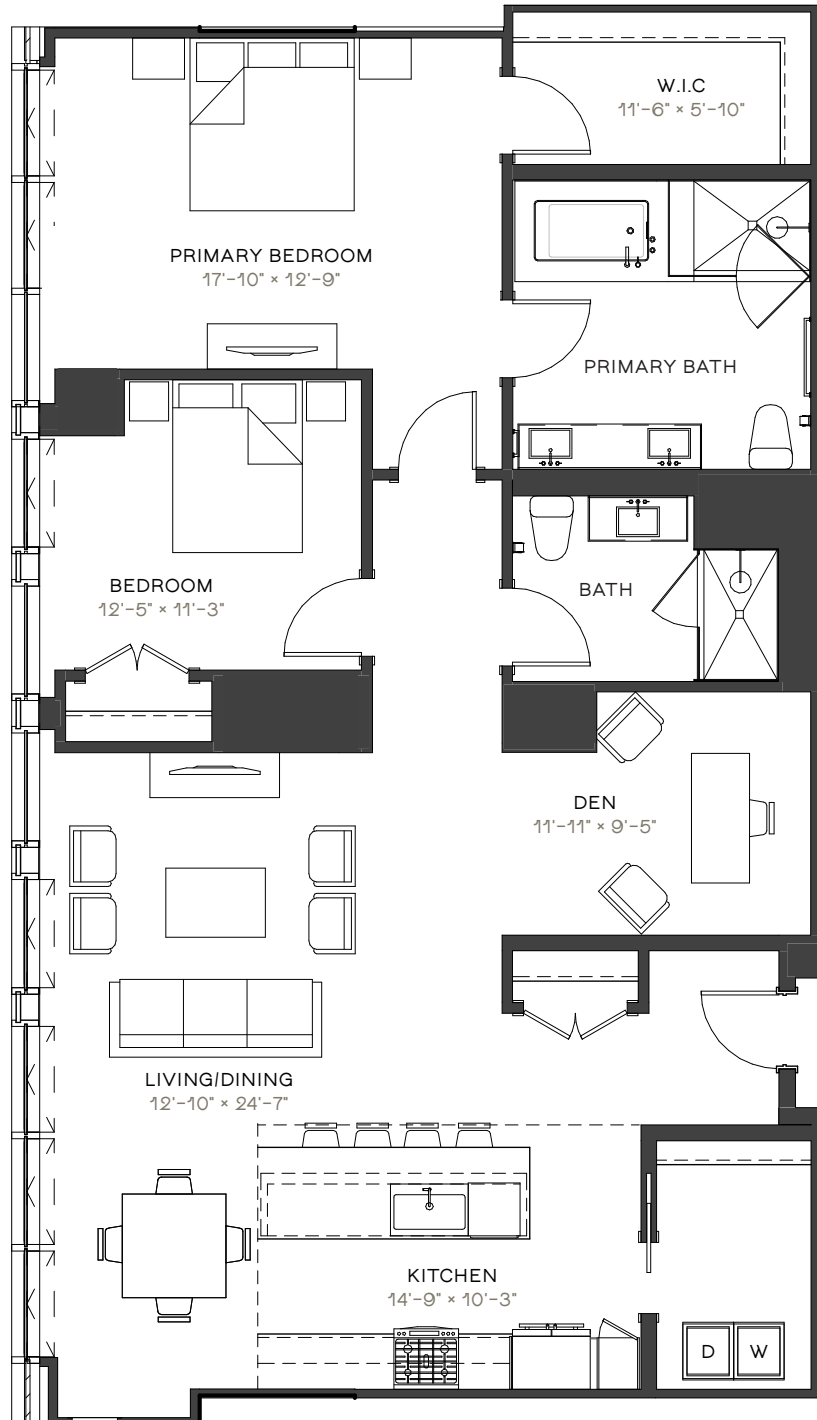 W.I.C
11'-6" × 5'-10"
PRIMARY BEDROOM
17'-10" × 12'-9"
PRIMARY BATH
BEDROOM
12'-5" × 11'-3"
BATH
DEN
11'-11" × 9'-5"
LIVING/DINING
12'-10" × 24'-7"
KITCHEN
14'-9" × 10'-3"
D W